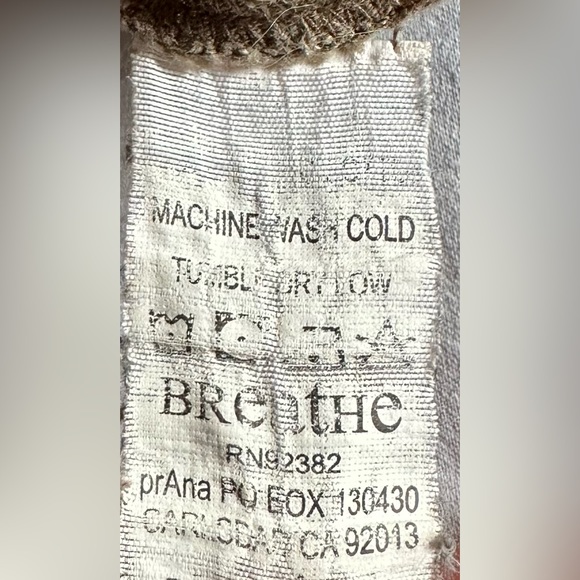 MACHINE WASH COLD
TUMBLE DRY LOW
BReatHe
RN92382
prAna PO BOX 130430
CARLSBAD CA 92013